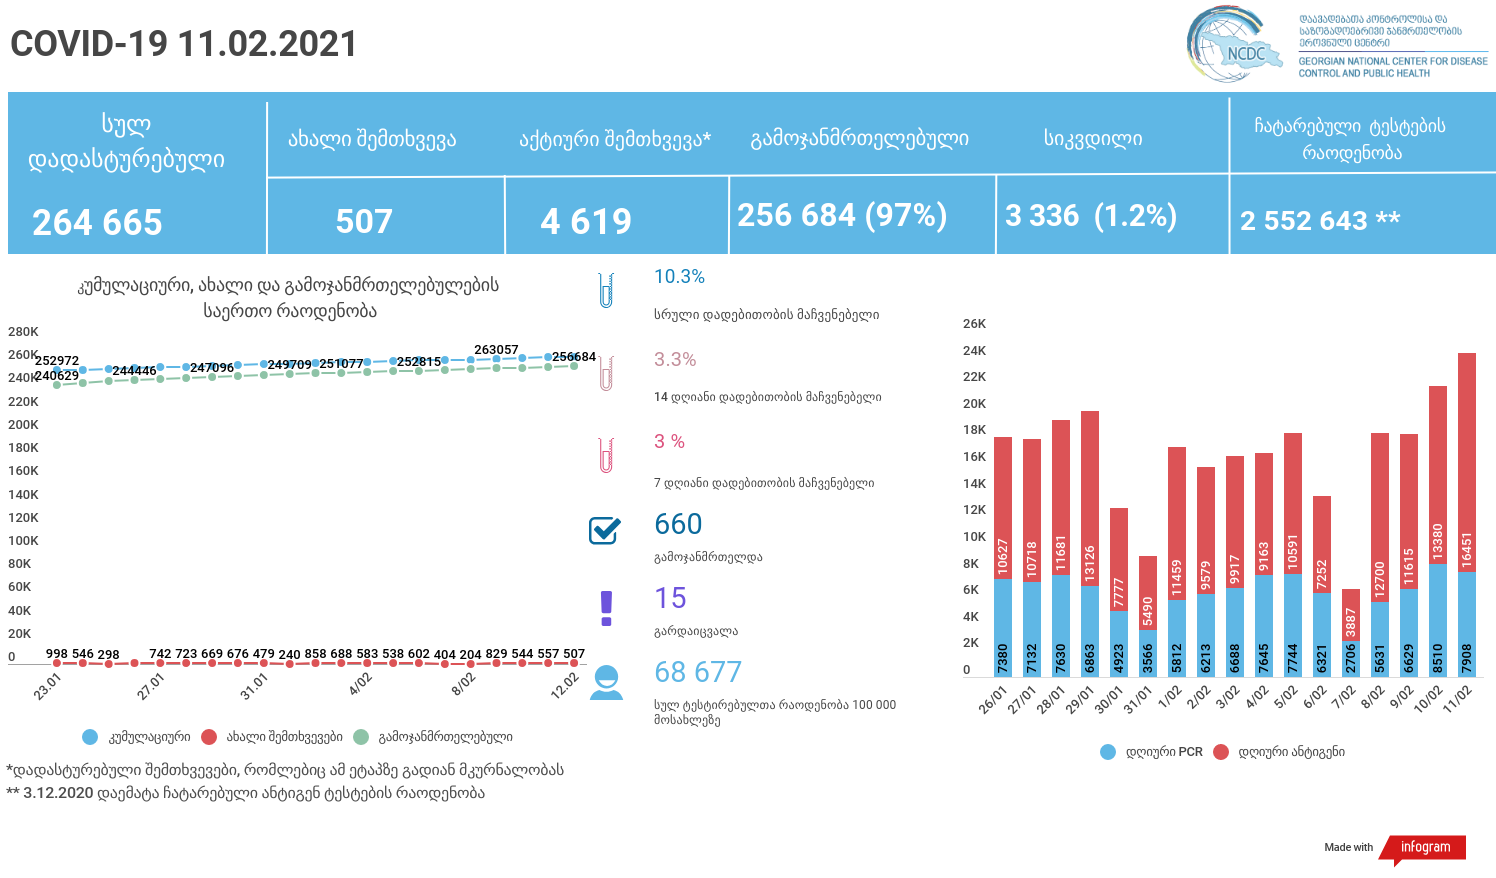 COVID-19 11.02.2021
დაავადებათა კონტროლისა და
საზოგადოებრივი ჯანმრთელობის
ეროვნული ცენტრი
NCDC
GEORGIAN NATIONAL CENTER FOR DISEASE
CONTROL AND PUBLIC HEALTH
სულ
დადასტურებული
264 665
ახალი შემთხვევა
507
აქტიური შემთხვევა*
4 619
გამოჯანმრთელებული
256 684 (97%)
სიკვდილი
3 336 (1.2%)
ჩატარებული ტესტების
რაოდენობა
2 552 643 **
კუმულაციური, ახალი და გამოჯანმრთელებულების
საერთო რაოდენობა
280K
260K
240K
220K
200K
180K
160K
140K
120K
100K
80K
60K
40K
20K
0
252972 263057
240629 244446 247096 249709 251077 252815 256684
998 546 298 742 723 669 676 479 240 858 688 583 538 602 404 204 829 544 557 507
23.01 27.01 31.01 4/02 8/02 12.02
კუმულაციური ახალი შემთხვევები გამოჯანმრთელებული
*დადასტურებული შემთხვევები, რომლებიც ამ ეტაპზე გადიან მკურნალობას
** 3.12.2020 დაემატა ჩატარებული ანტიგენ ტესტების რაოდენობა
10.3%
სრული დადებითობის მაჩვენებელი
3.3%
14 დღიანი დადებითობის მაჩვენებელი
3 %
7 დღიანი დადებითობის მაჩვენებელი
660
გამოჯანმრთელდა
15
გარდაიცვალა
68 677
სულ ტესტირებულთა რაოდენობა 100 000
მოსახლეზე
26K
24K
22K
20K
18K
16K
14K
12K
10K
8K
6K
4K
2K
0
10627 10718 11681 13126 7777 5490 11459 9579 9917 9163 10591 7252 3887 12700 11615 13380 16451
7380 7132 7630 6863 4923 3566 5812 6213 6688 7645 7744 6321 2706 5631 6629 8510 7908
26/01 27/01 28/01 29/01 30/01 31/01 1/02 2/02 3/02 4/02 5/02 6/02 7/02 8/02 9/02 10/02 11/02
დღიური PCR დღიური ანტიგენი
Made with infogram